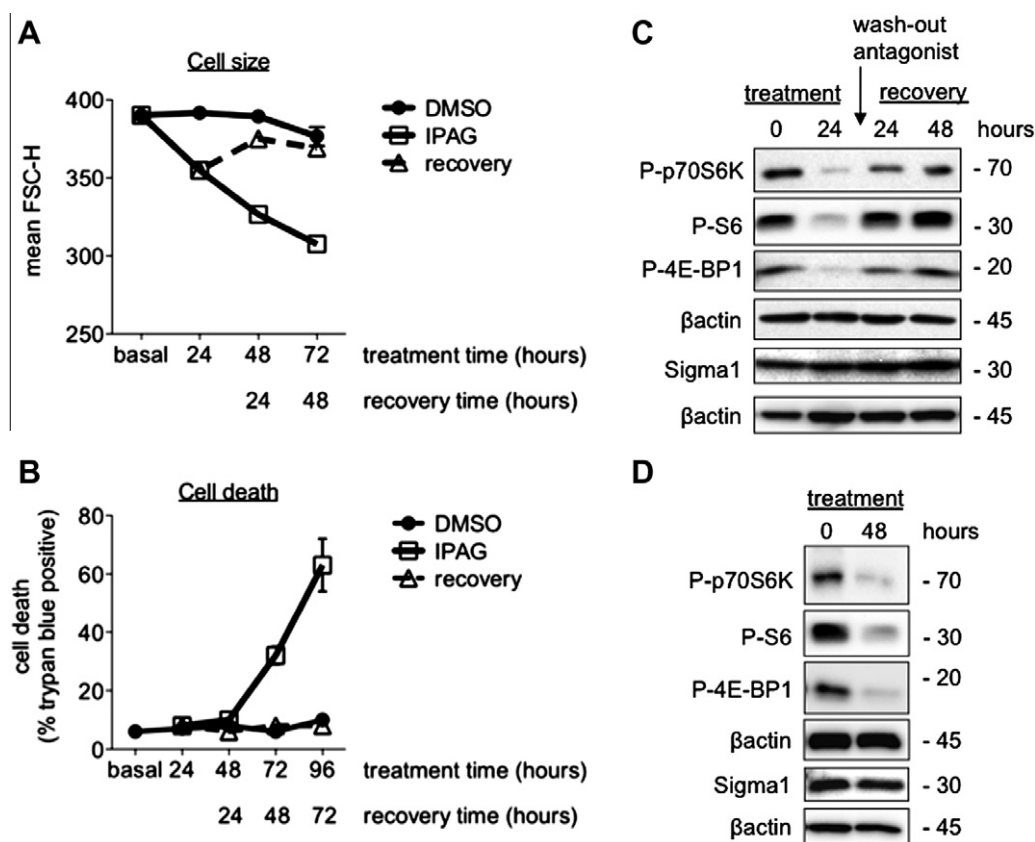 A
Cell size
mean FSC-H
400
350
300
250
DMSO
IPAG
recovery
basal 24 48 72 treatment time (hours)
24 48 recovery time (hours)
B
Cell death
cell death
(% trypan blue positive)
80
60
40
20
0
DMSO
IPAG
recovery
basal 24 48 72 96 treatment time (hours)
24 48 72 recovery time (hours)
C
wash-out
antagonist
treatment recovery
0 24 24 48 hours
P-p70S6K - 70
P-S6 - 30
P-4E-BP1 - 20
βactin - 45
Sigma1 - 30
βactin - 45
D
treatment
0 48 hours
P-p70S6K - 70
P-S6 - 30
P-4E-BP1 - 20
βactin - 45
Sigma1 - 30
βactin - 45